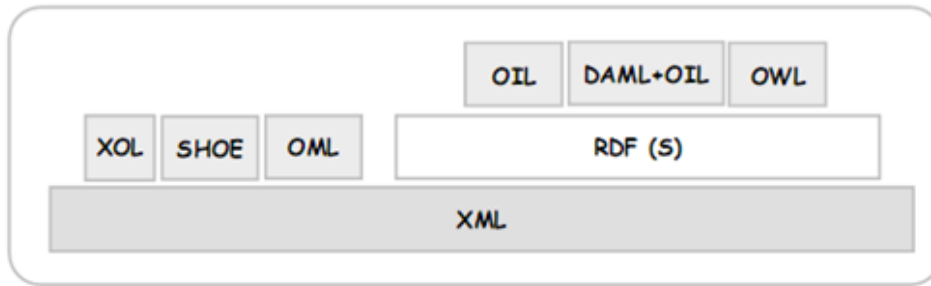 OIL DAML+OIL OWL
XOL SHOE OML RDF (S)
XML